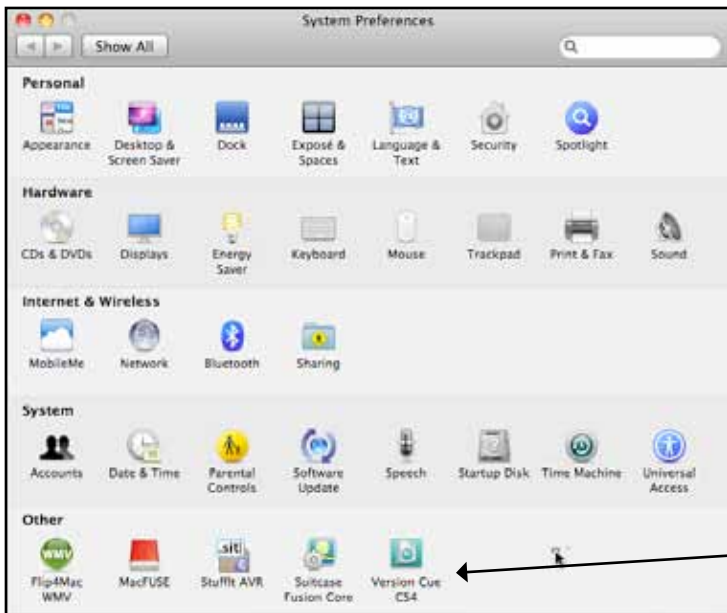 System Preferences
Show All
Personal
Appearance
Desktop &
Screen Saver
Dock
Exposé &
Spaces
Language &
Text
Security
Spotlight
Hardware
CDs & DVDs
Displays
Energy
Saver
Keyboard
Mouse
Trackpad
Print & Fax
Sound
Internet & Wireless
MobileMe
Network
Bluetooth
Sharing
System
Accounts
Date & Time
Parental
Controls
Software
Update
Speech
Startup Disk
Time Machine
Universal
Access
Other
WMV
Flip4Mac
WMV
MacFUSE
.sit
StuffIt AVR
Suitcase
Fusion Core
Version Cue
CS4